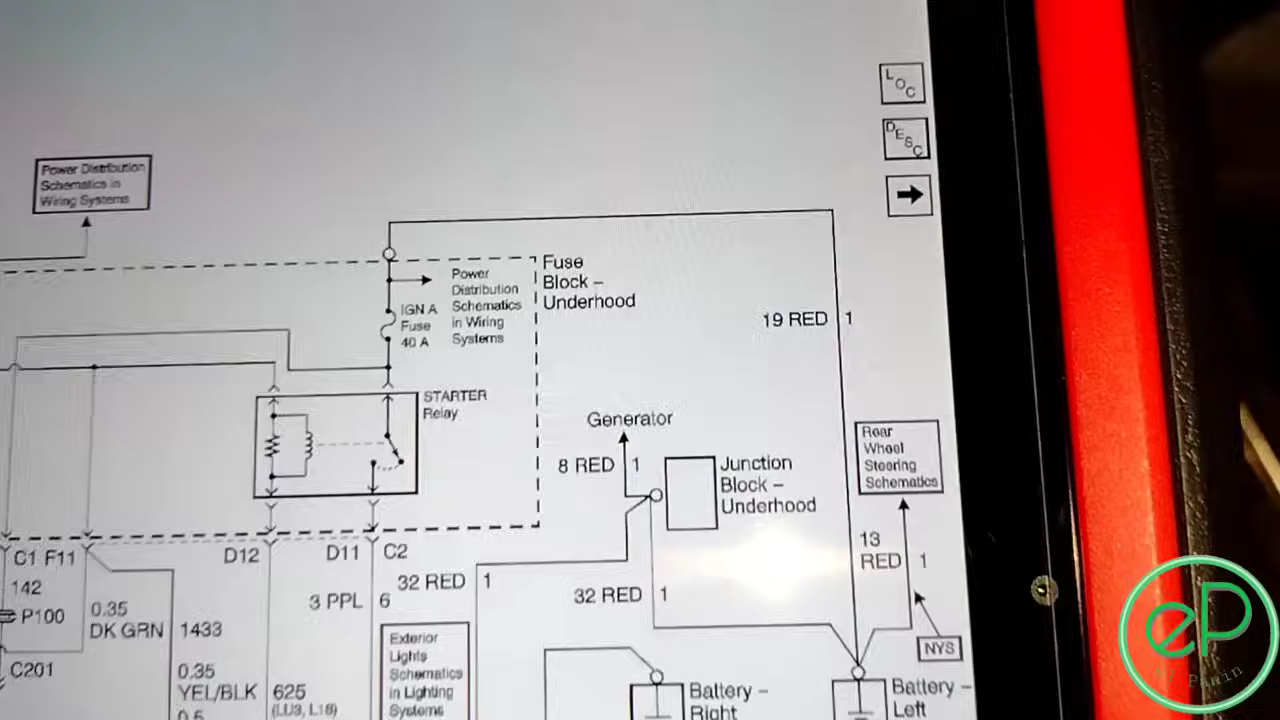 LOC
DESC
Power Distribution
Schematics in
Wiring Systems
Fuse
Block –
Underhood
Power
Distribution
Schematics
in Wiring
Systems
IGN A
Fuse
40 A
19 RED
1
STARTER
Relay
Generator
8 RED
1
Junction
Block –
Underhood
Rear
Wheel
Steering
Schematics
13
RED
1
C1
F11
D12
D11
C2
142
P100
0.35
DK GRN
1433
3 PPL
6
32 RED
1
32 RED
1
Exterior
Lights
Schematics
in Lighting
Systems
C201
0.35
YEL/BLK
0.5
625
(LU3, L18)
NYS
Battery –
Right
Battery –
Left
eP